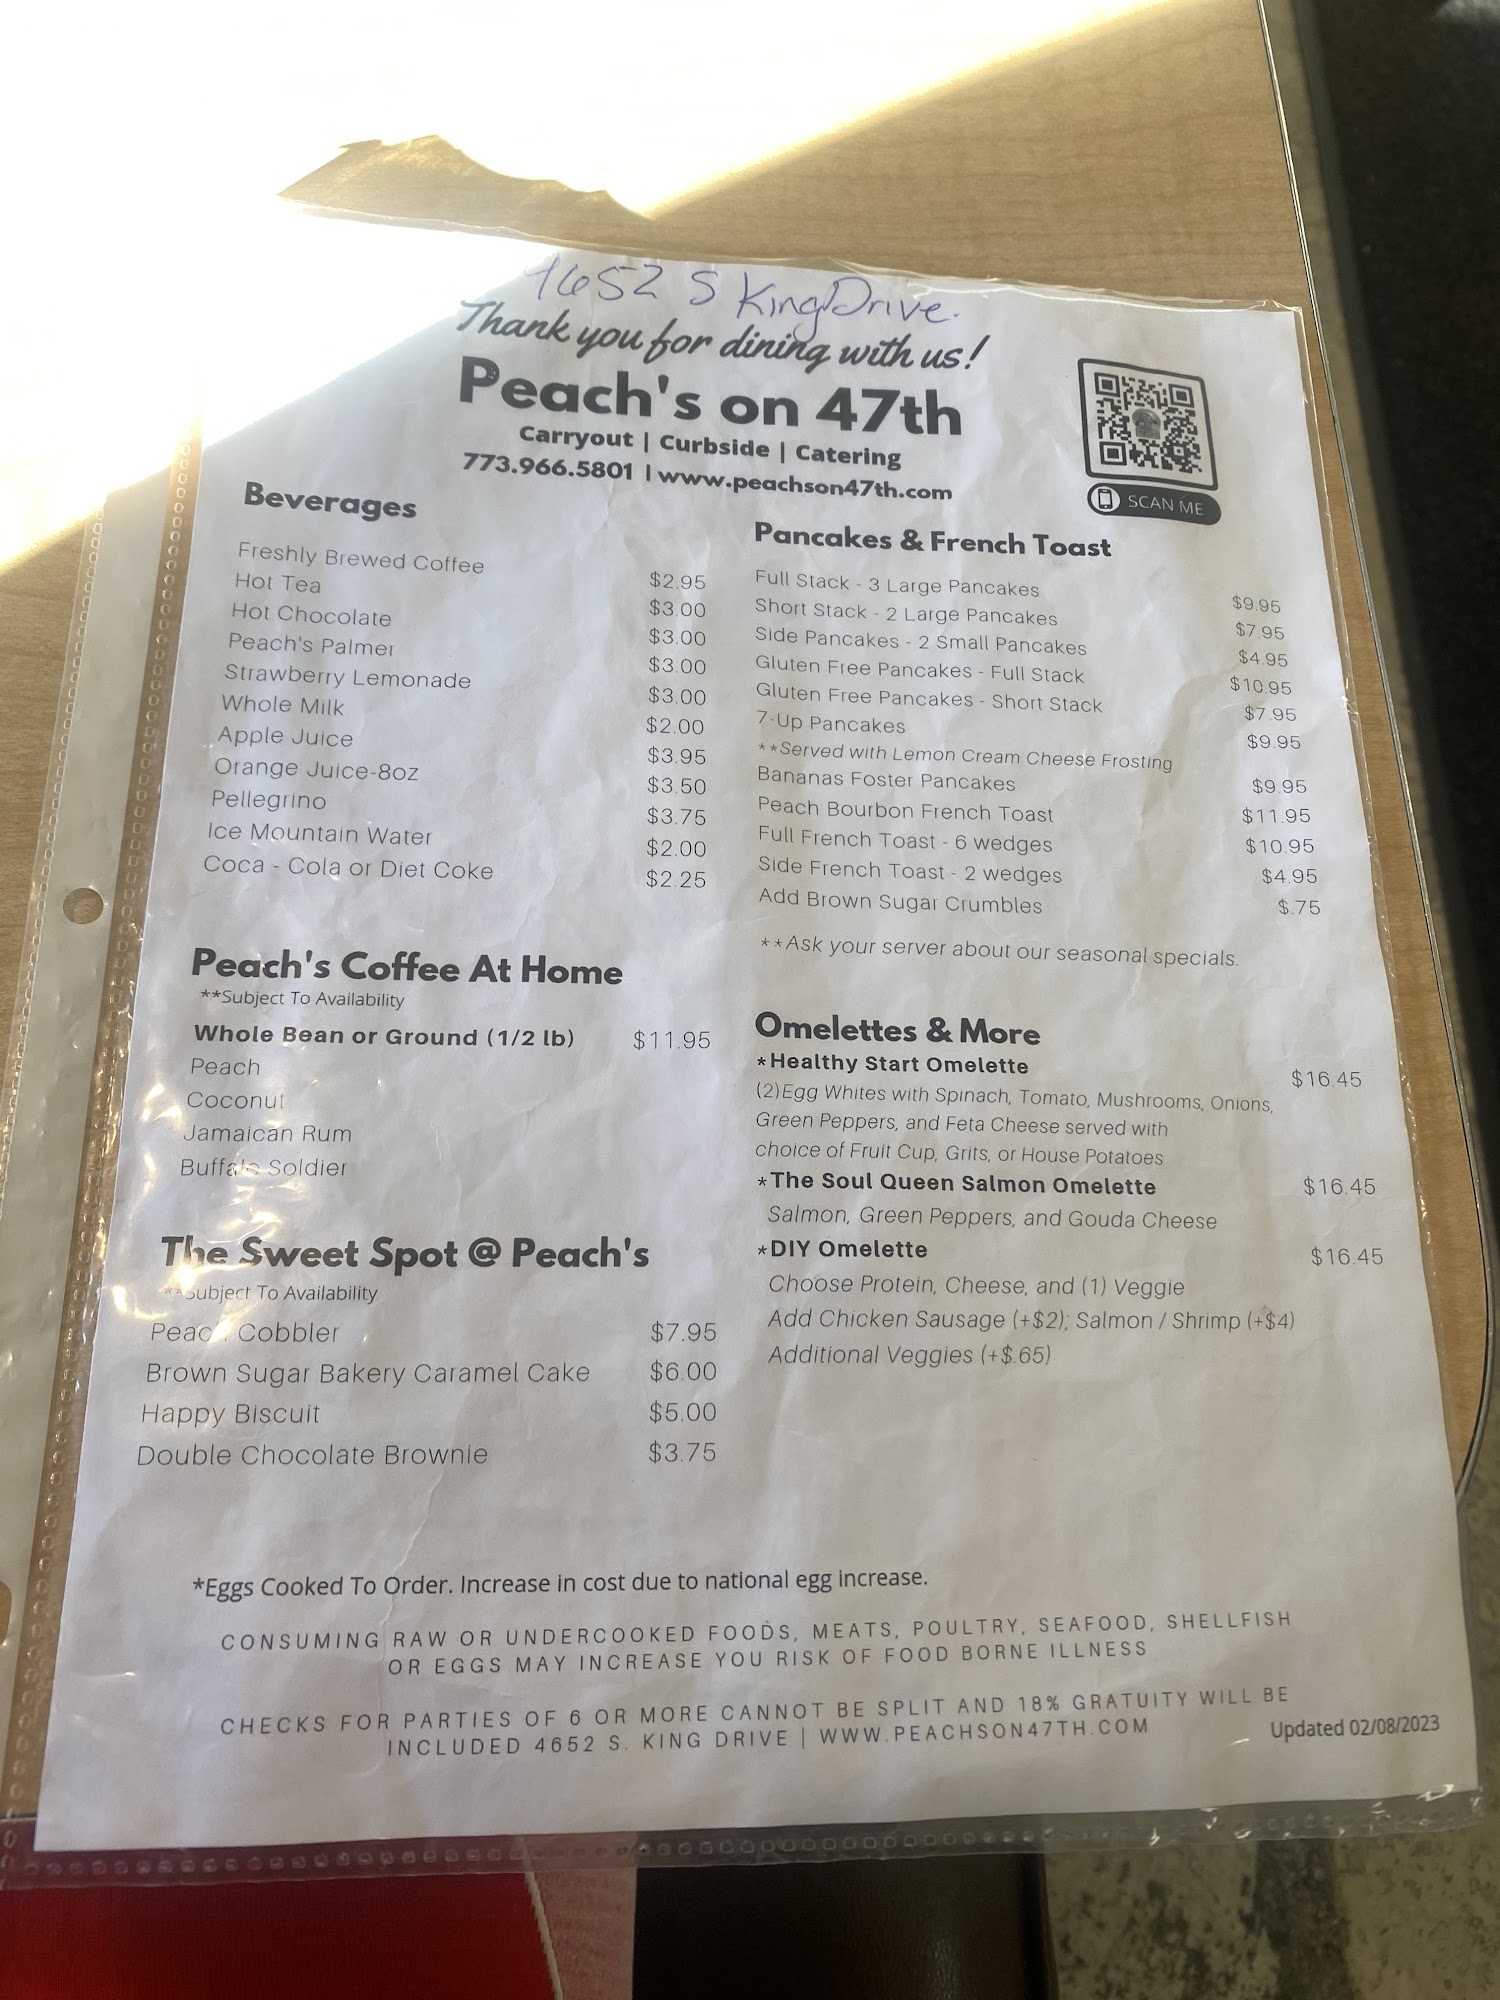 4652 S King Drive.
Thank you for dining with us!
Peach's on 47th
Carryout | Curbside | Catering
773.966.5801 | www.peachson47th.com
SCAN ME
Beverages
Freshly Brewed Coffee $2.95
Hot Tea $3.00
Hot Chocolate $3.00
Peach's Palmer $3.00
Strawberry Lemonade $3.00
Whole Milk $2.00
Apple Juice $3.95
Orange Juice-8oz $3.50
Pellegrino $3.75
Ice Mountain Water $2.00
Coca - Cola or Diet Coke $2.25
Peach's Coffee At Home
**Subject To Availability
Whole Bean or Ground (1/2 lb) $11.95
Peach
Coconut
Jamaican Rum
Buffalo Soldier
The Sweet Spot @ Peach's
**Subject To Availability
Peach Cobbler $7.95
Brown Sugar Bakery Caramel Cake $6.00
Happy Biscuit $5.00
Double Chocolate Brownie $3.75
Pancakes & French Toast
Full Stack - 3 Large Pancakes $9.95
Short Stack - 2 Large Pancakes $7.95
Side Pancakes - 2 Small Pancakes $4.95
Gluten Free Pancakes - Full Stack $10.95
Gluten Free Pancakes - Short Stack $7.95
7-Up Pancakes $9.95
**Served with Lemon Cream Cheese Frosting
Bananas Foster Pancakes $9.95
Peach Bourbon French Toast $11.95
Full French Toast - 6 wedges $10.95
Side French Toast - 2 wedges $4.95
Add Brown Sugar Crumbles $.75
**Ask your server about our seasonal specials.
Omelettes & More
*Healthy Start Omelette $16.45
(2)Egg Whites with Spinach, Tomato, Mushrooms, Onions,
Green Peppers, and Feta Cheese served with
choice of Fruit Cup, Grits, or House Potatoes
*The Soul Queen Salmon Omelette $16.45
Salmon, Green Peppers, and Gouda Cheese
*DIY Omelette $16.45
Choose Protein, Cheese, and (1) Veggie
Add Chicken Sausage (+$2); Salmon / Shrimp (+$4)
Additional Veggies (+$.65)
*Eggs Cooked To Order. Increase in cost due to national egg increase.
CONSUMING RAW OR UNDERCOOKED FOODS, MEATS, POULTRY, SEAFOOD, SHELLFISH
OR EGGS MAY INCREASE YOU RISK OF FOOD BORNE ILLNESS
CHECKS FOR PARTIES OF 6 OR MORE CANNOT BE SPLIT AND 18% GRATUITY WILL BE
INCLUDED 4652 S. KING DRIVE | WWW.PEACHSON47TH.COM
Updated 02/08/2023